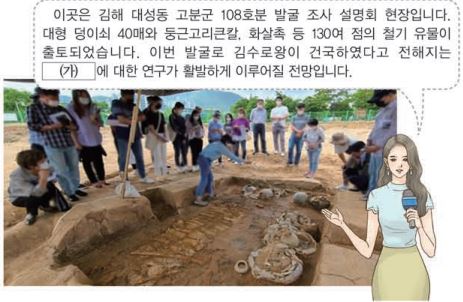 이곳은 김해 대성동 고분군 108호분 발굴 조사 설명회 현장입니다.
대형 덩이쇠 40매와 둥근고리큰칼, 화살촉 등 130여 점의 철기 유물이
출토되었습니다. 이번 발굴로 김수로왕이 건국하였다고 전해지는
(가) 에 대한 연구가 활발하게 이루어질 전망입니다.